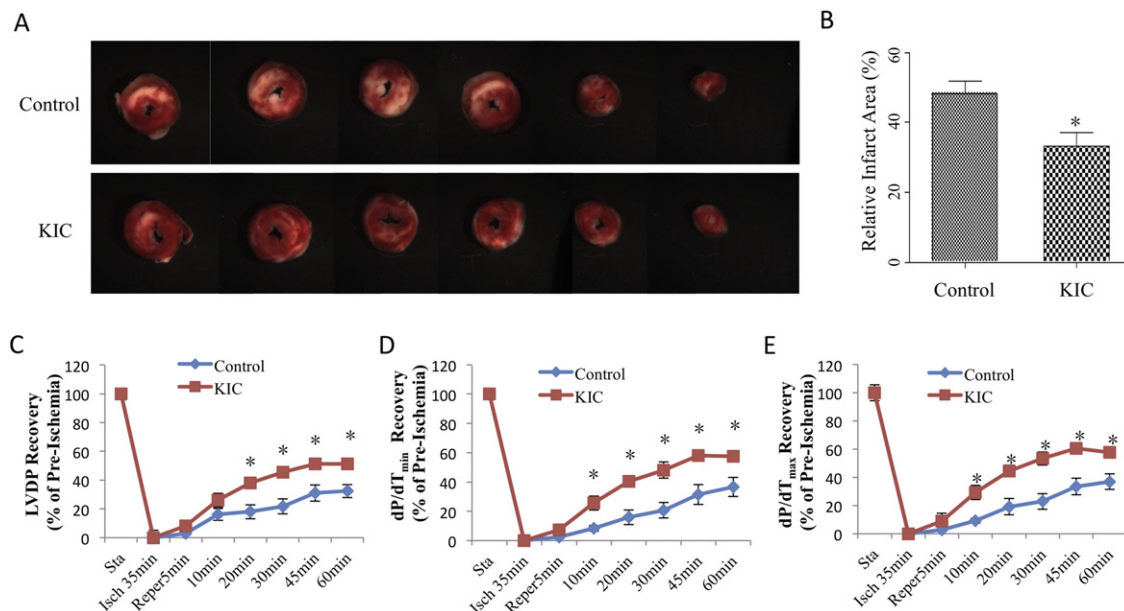 A
Control
KIC
B
Relative Infarct Area (%)
60
40
20
0
*
Control
KIC
C
LVDP Recovery
(% of Pre-Ischemia)
120
100
80
60
40
20
0
Control
KIC
* * * *
Sta
Isch 35min
Reper5min
10min
20min
30min
45min
60min
D
dP/dT_min Recovery
(% of Pre-Ischemia)
120
100
80
60
40
20
0
Control
KIC
* * * * *
Sta
Isch 35min
Reper5min
10min
20min
30min
45min
60min
E
dP/dT_max Recovery
(% of Pre-Ischemia)
120
100
80
60
40
20
0
Control
KIC
* * * * *
Sta
Isch 35min
Reper5min
10min
20min
30min
45min
60min